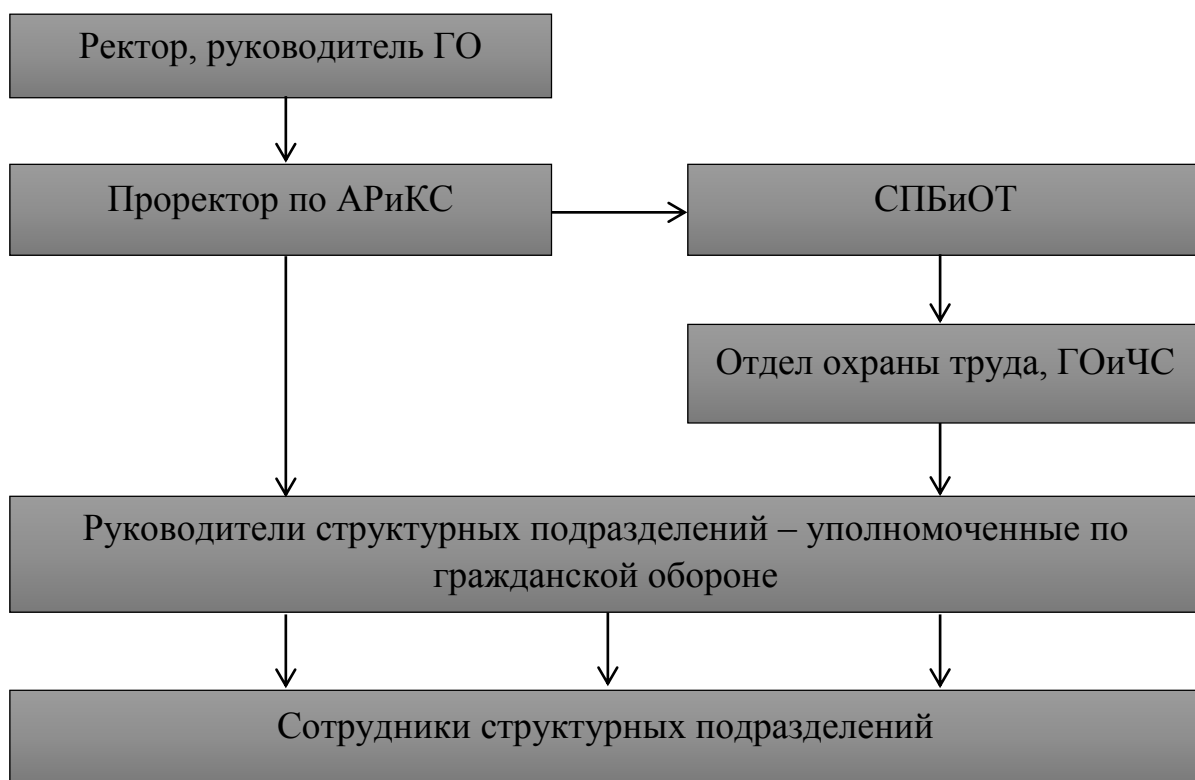 Ректор, руководитель ГО
Проректор по АРиКС
СПБиОТ
Отдел охраны труда, ГОиЧС
Руководители структурных подразделений – уполномоченные по
гражданской обороне
Сотрудники структурных подразделений